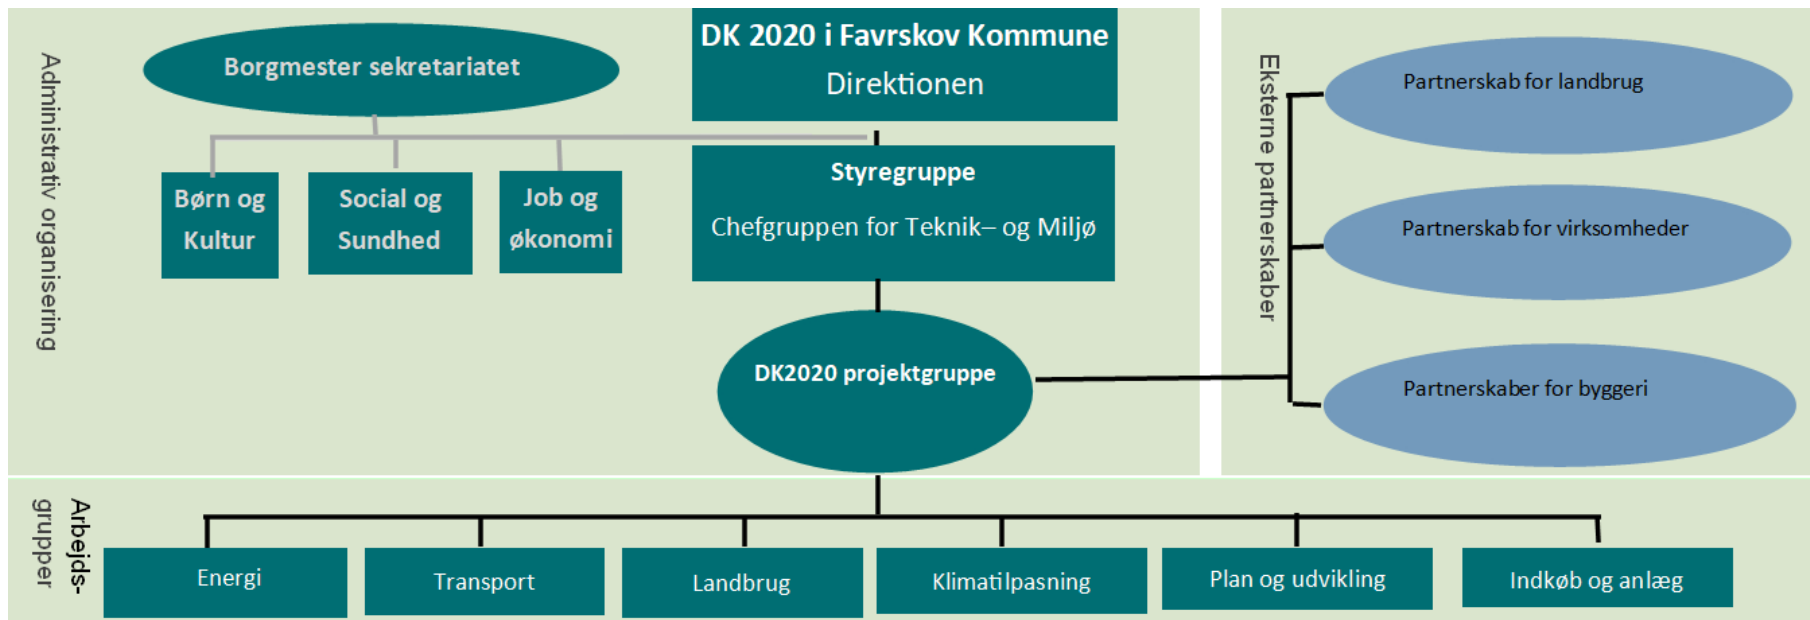 Administrativ organisering
Borgmester sekretariatet
DK 2020 i Favrskov Kommune
Direktionen
Børn og
Kultur
Social og
Sundhed
Job og
økonomi
Styregruppe
Chefgruppen for Teknik– og Miljø
DK2020 projektgruppe
Eksterne partnerskaber
Partnerskab for landbrug
Partnerskab for virksomheder
Partnerskaber for byggeri
Arbejds-
grupper
Energi
Transport
Landbrug
Klimatilpasning
Plan og udvikling
Indkøb og anlæg